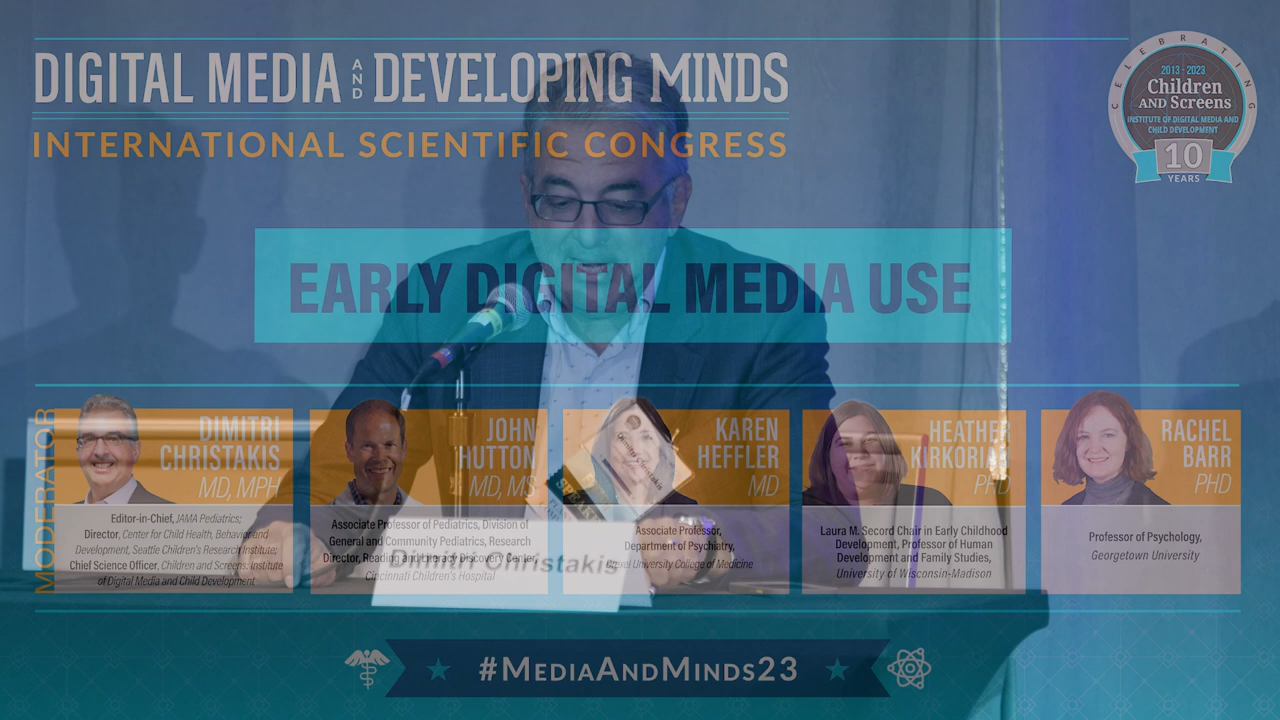 DIGITAL MEDIA AND DEVELOPING MINDS
INTERNATIONAL SCIENTIFIC CONGRESS
CELEBRATING
2013 - 2023
Children
AND Screens
INSTITUTE OF DIGITAL MEDIA AND
CHILD DEVELOPMENT
10
YEARS
EARLY DIGITAL MEDIA USE
MODERATOR
DIMITRI
CHRISTAKIS
MD, MPH
Editor-in-Chief, JAMA Pediatrics;
Director, Center for Child Health, Behavior and
Development, Seattle Children's Research Institute;
Chief Science Officer, Children and Screens: Institute
of Digital Media and Child Development
JOHN
HUTTON
MD, MS
Associate Professor of Pediatrics, Division of
General and Community Pediatrics, Research
Director, Reading and Literacy Discovery Center,
Cincinnati Children's Hospital
KAREN
HEFFLER
MD
Associate Professor,
Department of Psychiatry,
Drexel University College of Medicine
HEATHER
KIRKORIAN
PHD
Laura M. Secord Chair in Early Childhood
Development, Professor of Human
Development and Family Studies,
University of Wisconsin-Madison
RACHEL
BARR
PHD
Professor of Psychology,
Georgetown University
Dimitri Christakis
Dimitri Christakis
#MEDIAANDMINDS23